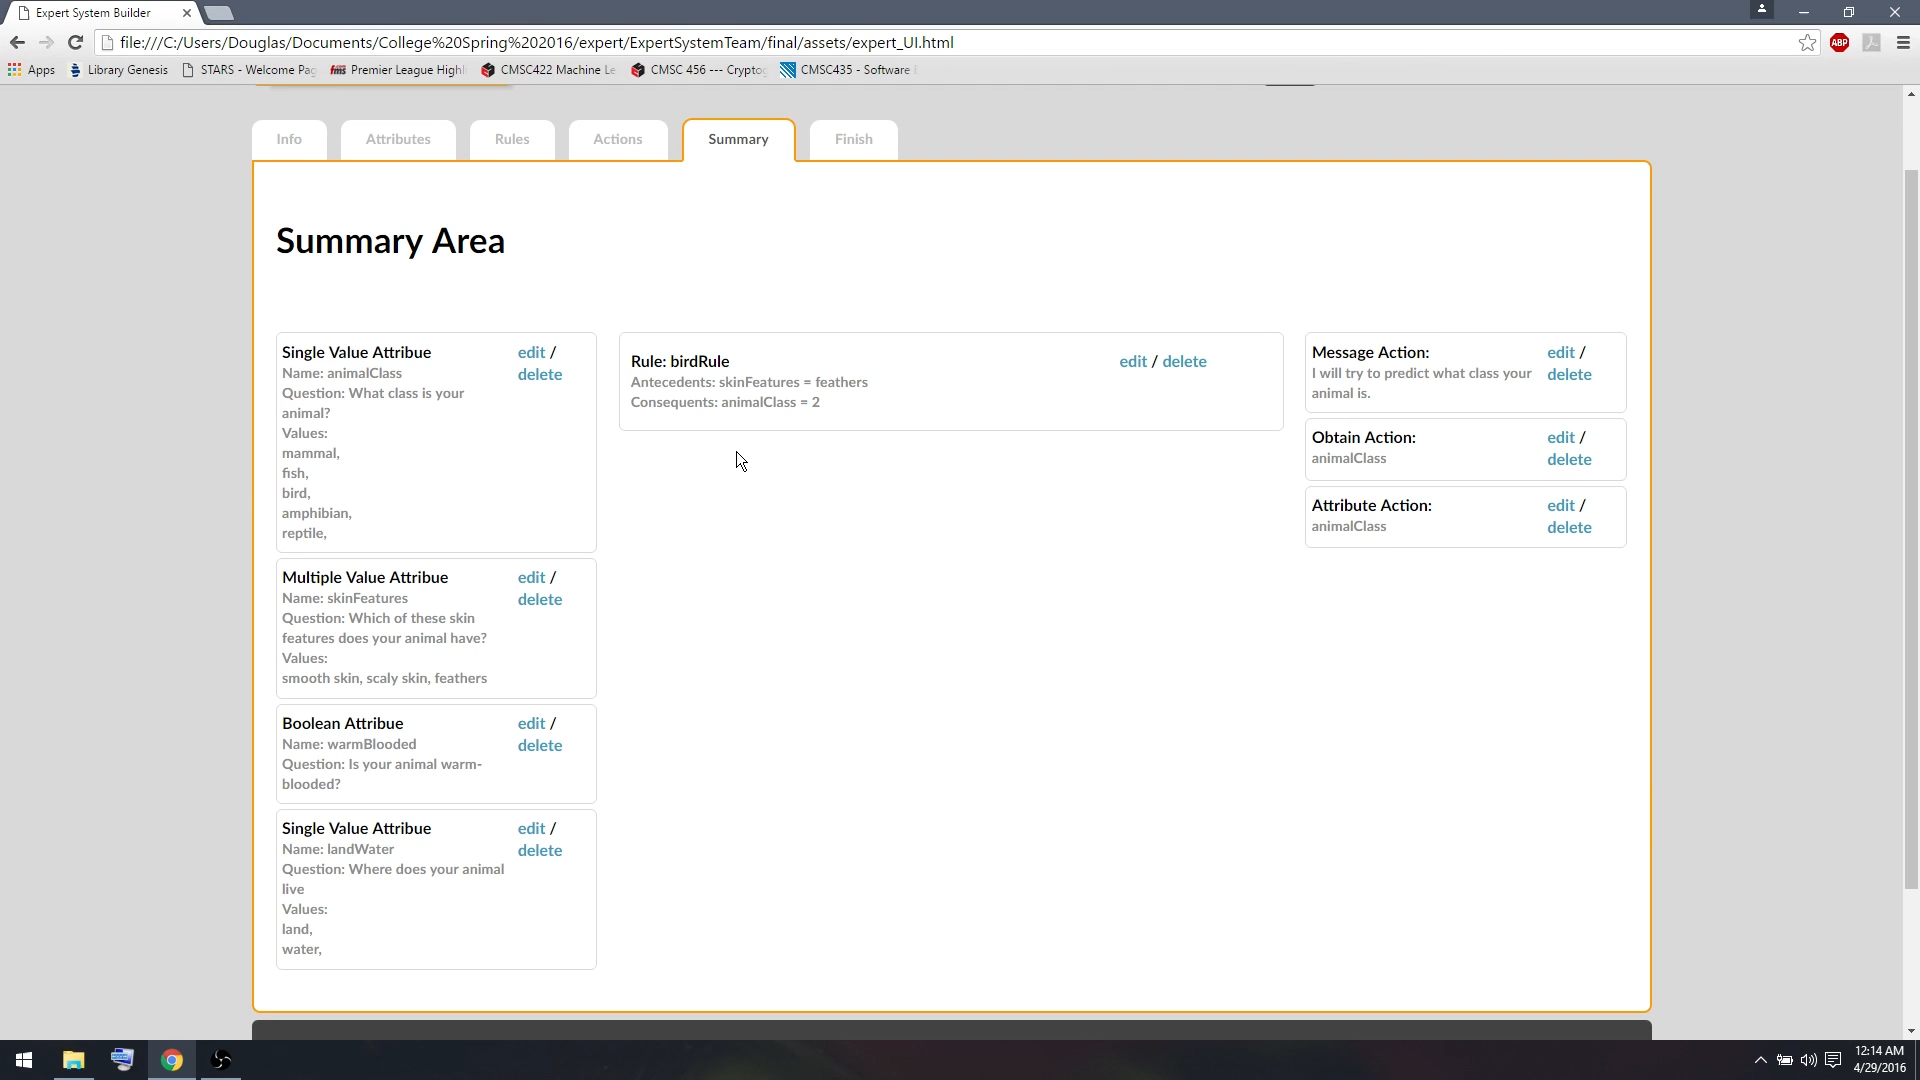 Expert System Builder
file:///C:/Users/Douglas/Documents/College%20Spring%202016/expert/ExpertSystemTeam/final/assets/expert_UI.html
ABP
Apps
Library Genesis
STARS - Welcome Pag
Premier League Highl
CMSC422 Machine Le
CMSC 456 --- Cryptog
CMSC435 - Software
Info
Attributes
Rules
Actions
Summary
Finish
Summary Area
Single Value Attribue
edit /
delete
Name: animalClass
Question: What class is your
animal?
Values:
mammal,
fish,
bird,
amphibian,
reptile,
Multiple Value Attribue
edit /
delete
Name: skinFeatures
Question: Which of these skin
features does your animal have?
Values:
smooth skin, scaly skin, feathers
Boolean Attribue
edit /
delete
Name: warmBlooded
Question: Is your animal warm-
blooded?
Single Value Attribue
edit /
delete
Name: landWater
Question: Where does your animal
live
Values:
land,
water,
Rule: birdRule
edit / delete
Antecedents: skinFeatures = feathers
Consequents: animalClass = 2
Message Action:
edit /
delete
I will try to predict what class your
animal is.
Obtain Action:
edit /
delete
animalClass
Attribute Action:
edit /
delete
animalClass
12:14 AM
4/29/2016